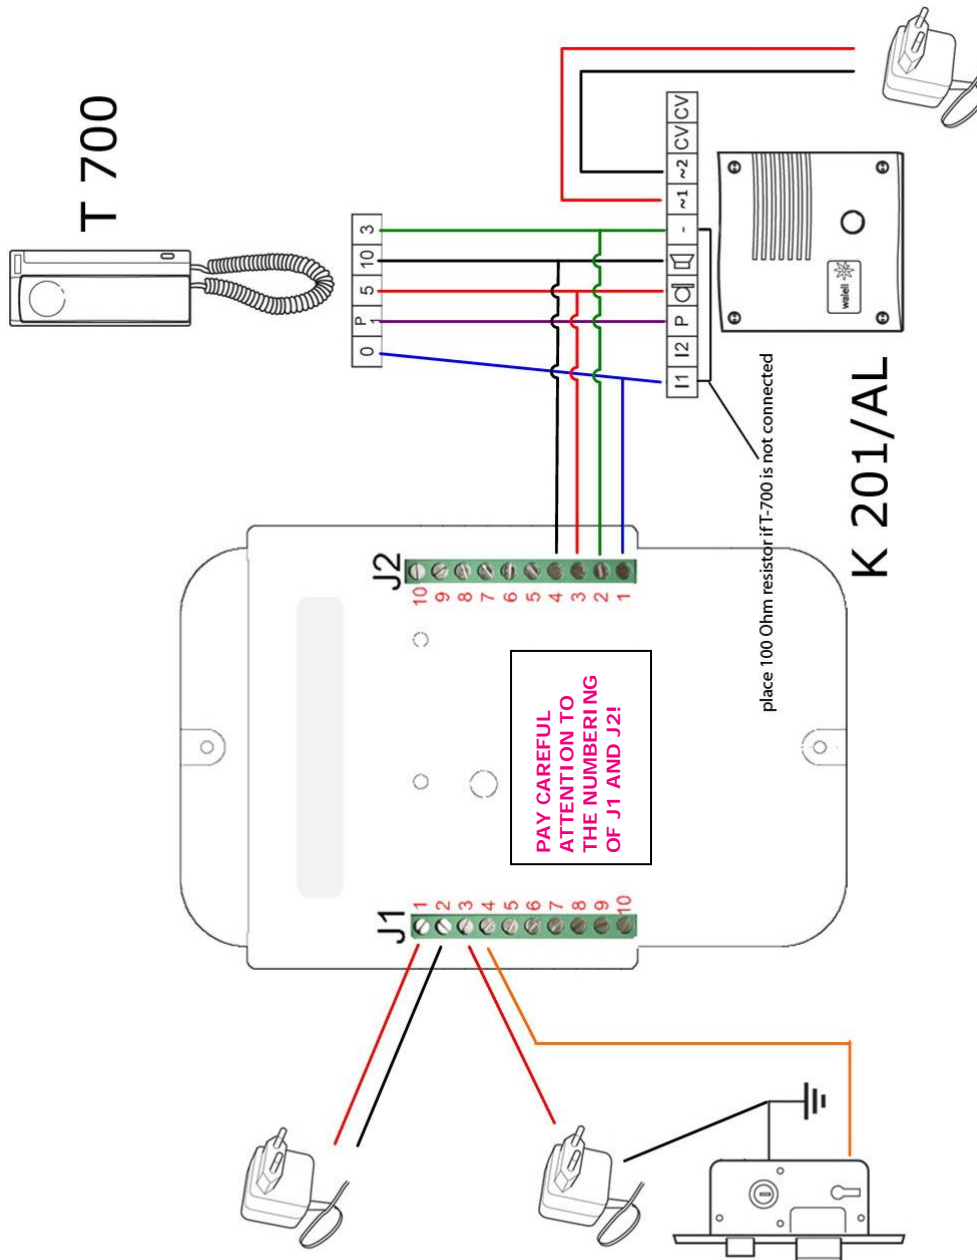 T 700
3
10
5
P
1
0
CV
CV
~2
~1
-
P
I2
I1
walell
K 201/AL
place 100 Ohm resistor if T-700 is not connected
J2
10
9
8
7
6
5
4
3
2
1
PAY CAREFUL
ATTENTION TO
THE NUMBERING
OF J1 AND J2!
J1
1
2
3
4
5
6
7
8
9
10